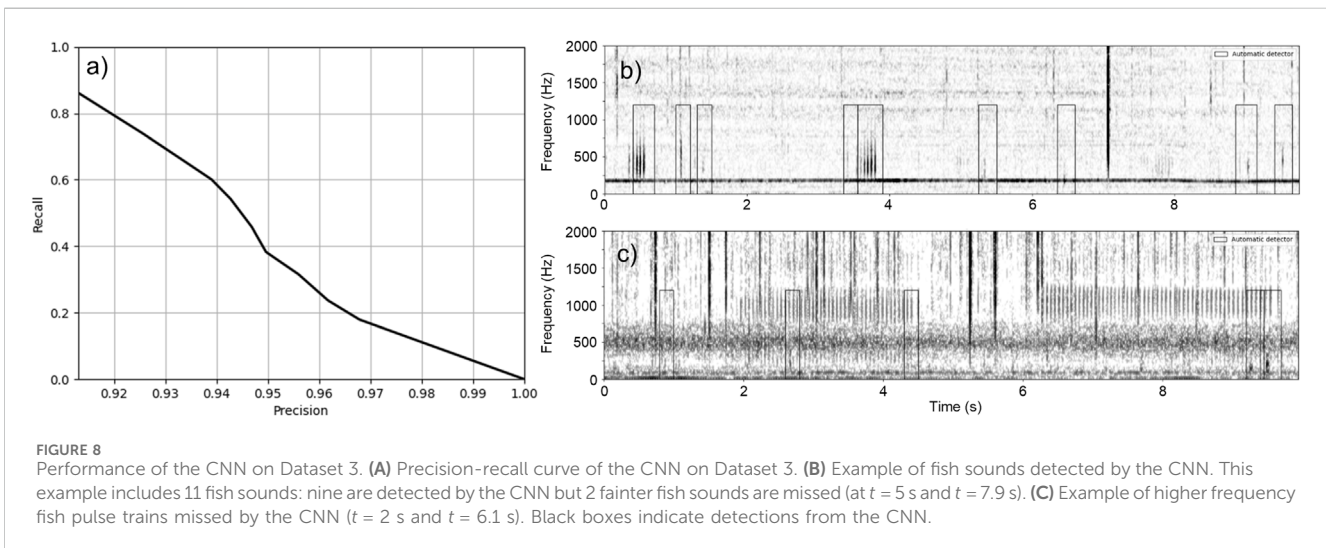 a)
1.0
0.8
0.6
0.4
0.2
0.0
Recall
0.92 0.93 0.94 0.95 0.96 0.97 0.98 0.99 1.00
Precision
b)
Automatic detector
2000
1500
1000
500
0
Frequency (Hz)
0 2 4 6 8
c)
Automatic detector
2000
1500
1000
500
0
Frequency (Hz)
0 2 4 6 8
Time (s)
FIGURE 8
Performance of the CNN on Dataset 3. (A) Precision-recall curve of the CNN on Dataset 3. (B) Example of fish sounds detected by the CNN. This
example includes 11 fish sounds: nine are detected by the CNN but 2 fainter fish sounds are missed (at t = 5 s and t = 7.9 s). (C) Example of higher frequency
fish pulse trains missed by the CNN (t = 2 s and t = 6.1 s). Black boxes indicate detections from the CNN.